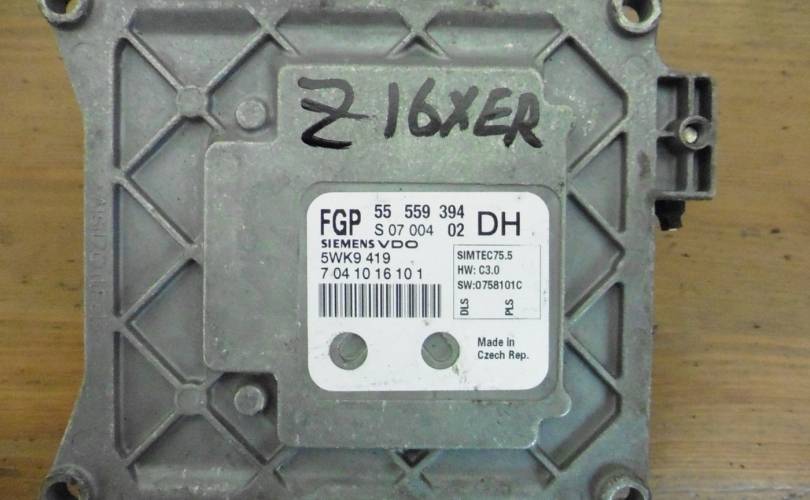 Z16XER
FGP 55 559 394 DH
S 07 004 02
SIEMENS VDO
5WK9 419
7 04 10 16 10 1
SIMTEC75.5
HW: C3.0
SW:0758101C
DLS PLS
Made in
Czech Rep.